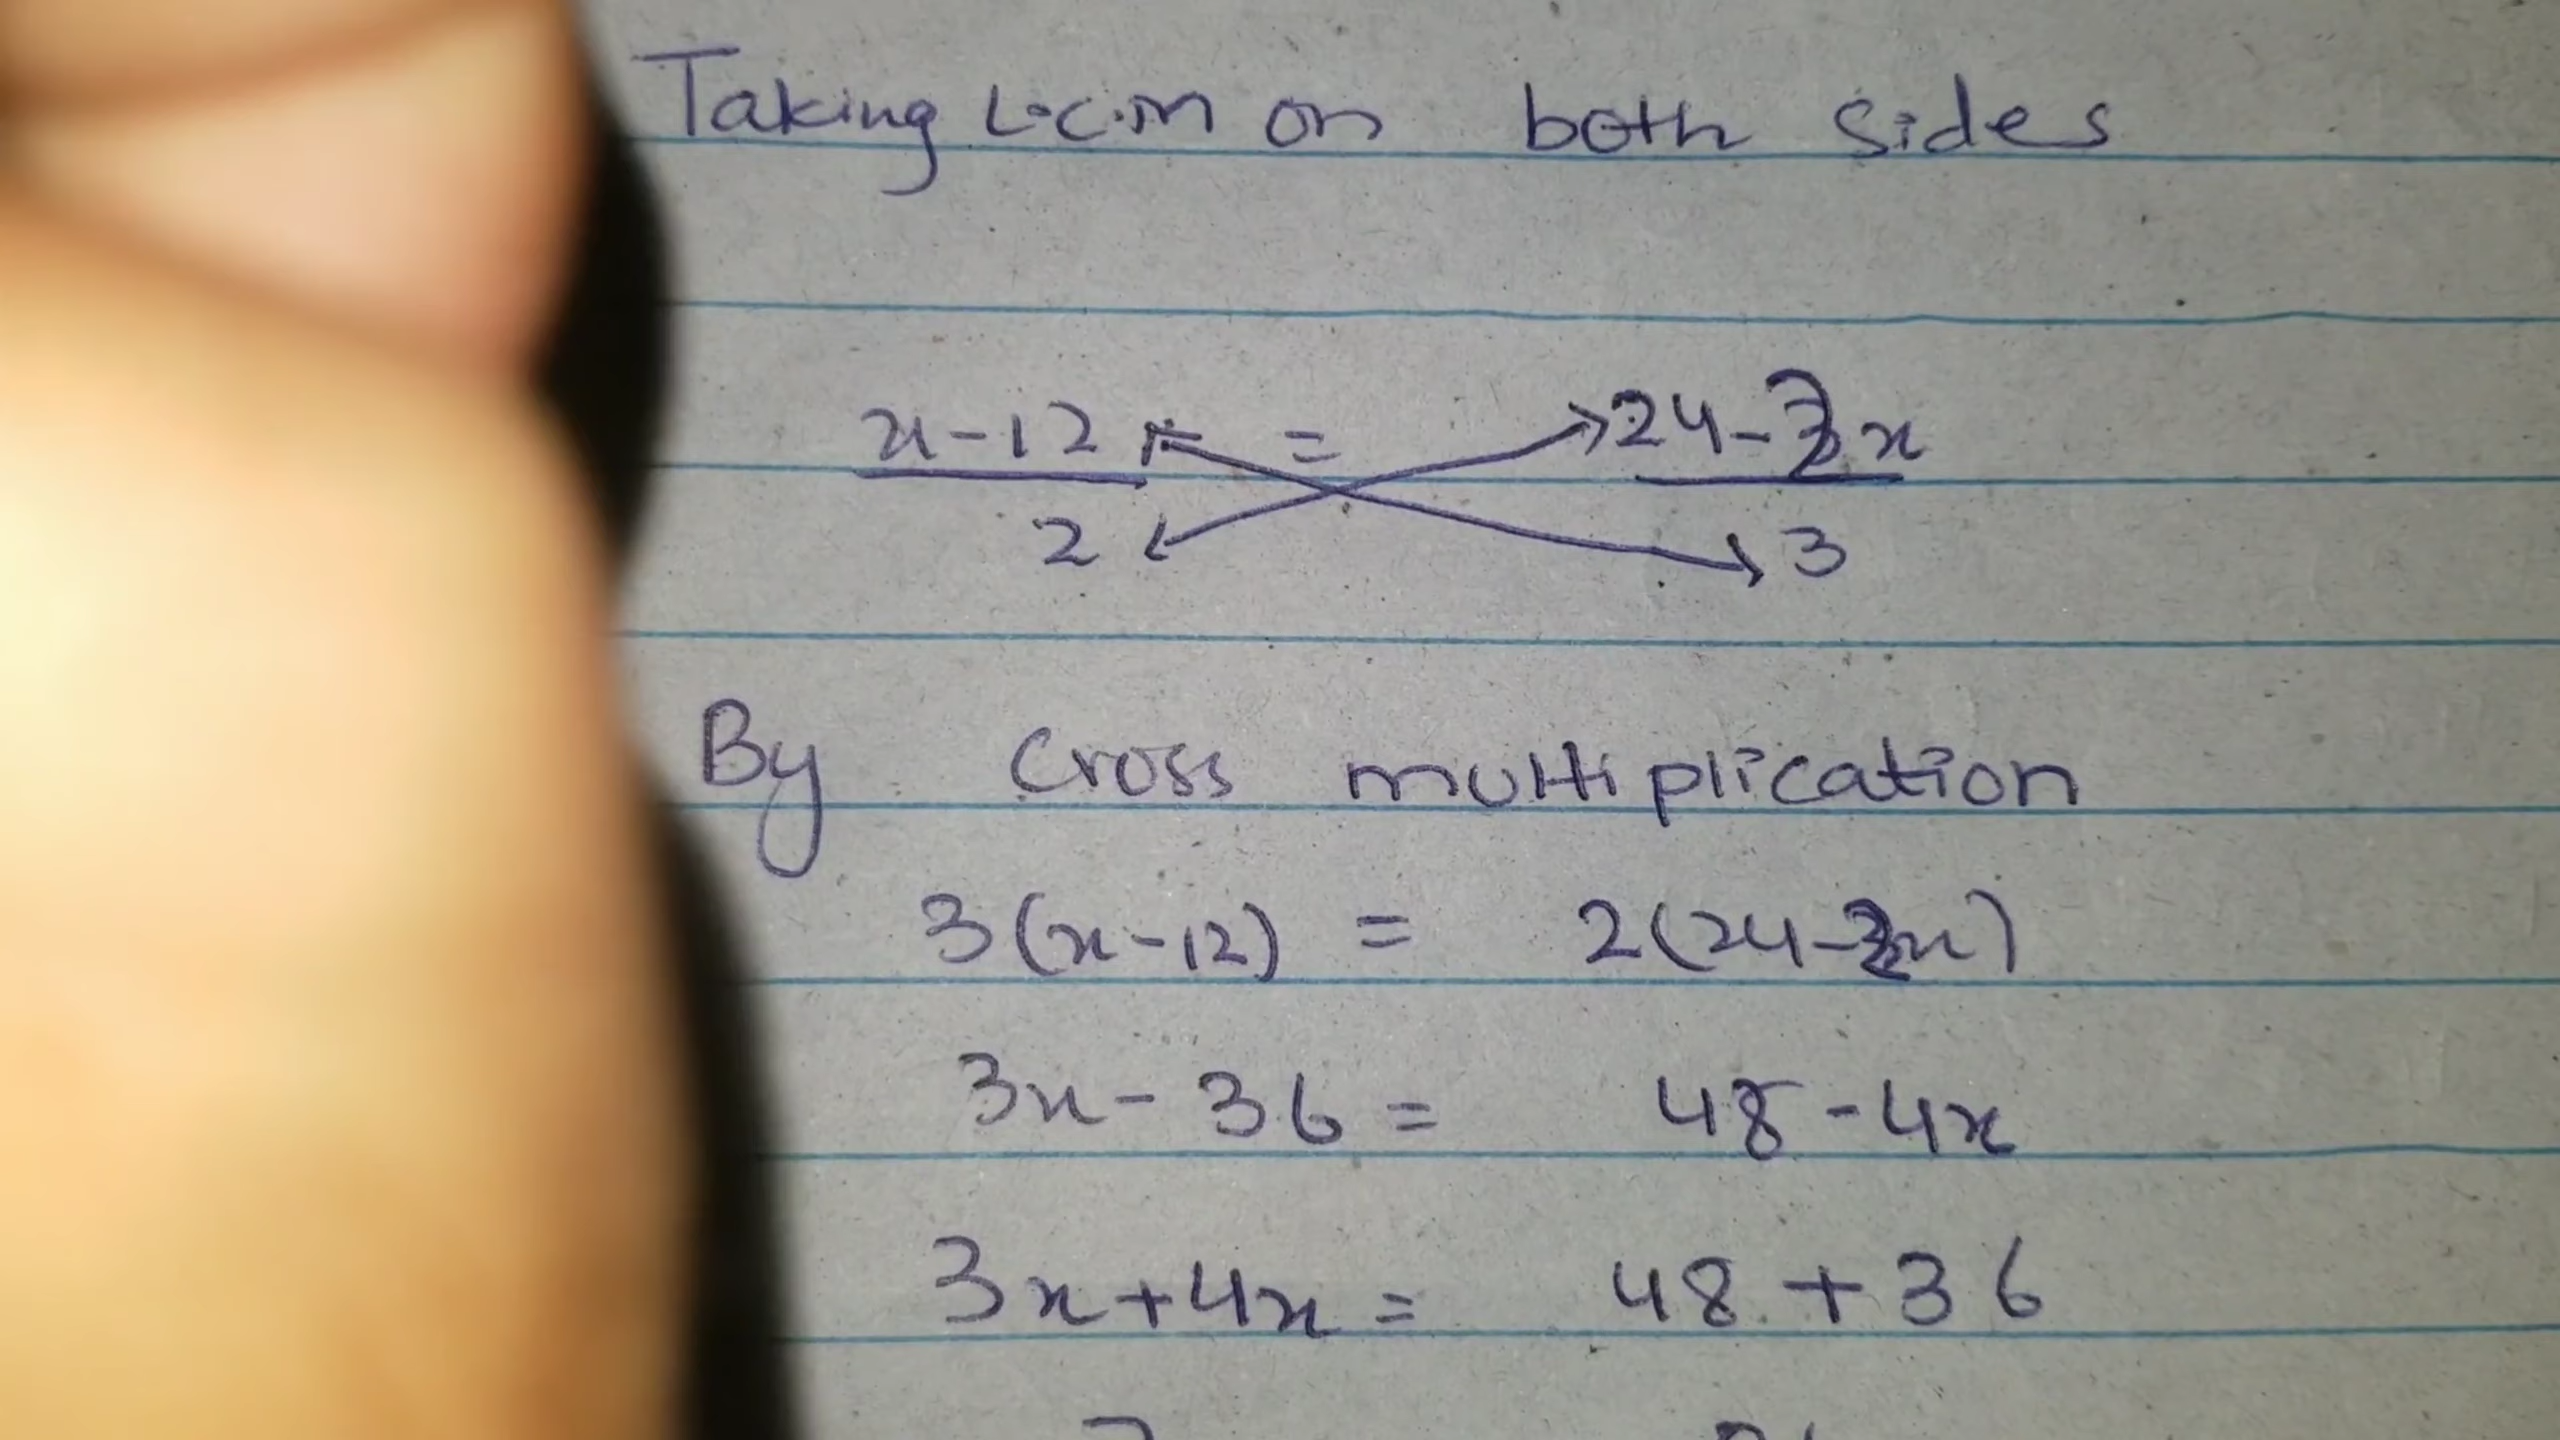 Taking L.C.M on both sides
x-12 = 24-2x
2 3
By Cross multiplication
3(x-12) = 2(24-2x)
3x-36 = 48-4x
3x+4x = 48+36